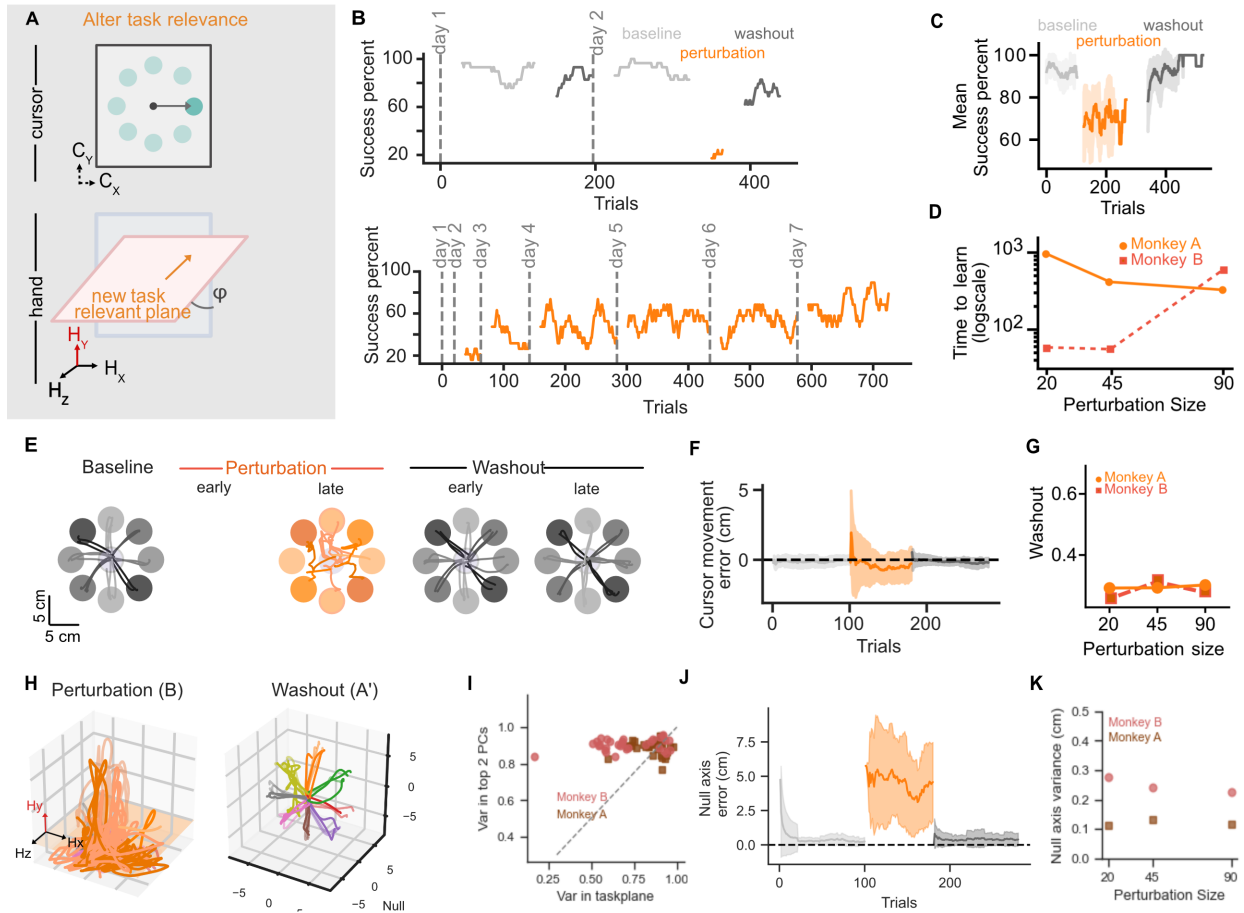 A
Alter task relevance
cursor
C_Y
C_X
hand
new task
relevant plane
φ
H_Y
H_X
H_Z
B
day 1
day 2
baseline
washout
perturbation
Success percent
100
60
20
0
200
400
Trials
day 1
day 2
day 3
day 4
day 5
day 6
day 7
Success percent
100
60
20
0
100
200
300
400
500
600
700
Trials
C
baseline
washout
perturbation
Mean
Success percent
100
80
60
0
200
400
Trials
D
Time to learn
(logscale)
10³
10²
Monkey A
Monkey B
20
45
90
Perturbation Size
E
Baseline
Perturbation
Washout
early
late
early
late
5 cm
5 cm
F
Cursor movement
error (cm)
5
0
0
100
200
Trials
G
Monkey A
Monkey B
Washout
0.6
0.4
20
45
90
Perturbation size
H
Perturbation (B)
Washout (A')
Hy
Hx
Hz
5
0
−5
−5
0
5
5
0
−5
Null
I
Var in top 2 PCs
1.0
0.8
0.6
0.4
Monkey B
Monkey A
0.25
0.50
0.75
1.00
Var in taskplane
J
Null axis
error (cm)
7.5
5.0
2.5
0.0
0
100
200
Trials
K
Null axis variance (cm)
0.5
0.4
0.3
0.2
0.1
0.0
Monkey B
Monkey A
20
45
90
Perturbation Size